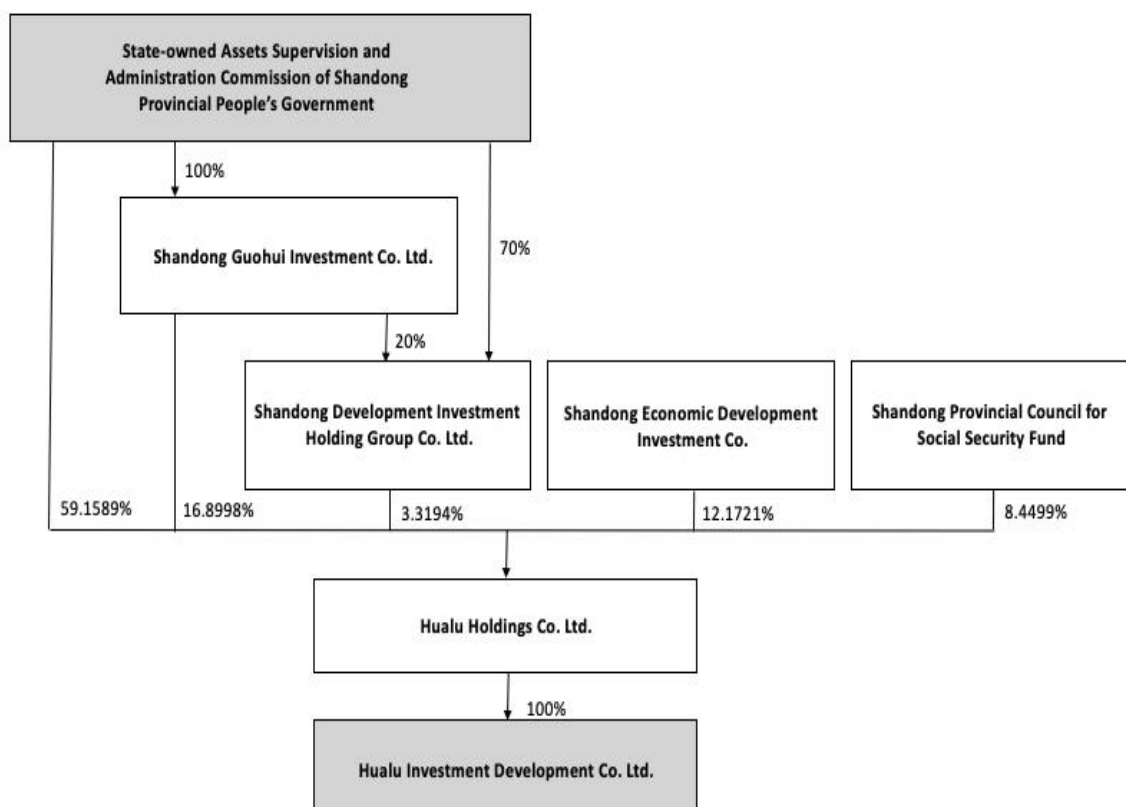 State-owned Assets Supervision and
Administration Commission of Shandong
Provincial People’s Government
100%
Shandong Guohui Investment Co. Ltd.
70%
20%
Shandong Development Investment
Holding Group Co. Ltd.
Shandong Economic Development
Investment Co.
Shandong Provincial Council for
Social Security Fund
59.1589%
16.8998%
3.3194%
12.1721%
8.4499%
Hualu Holdings Co. Ltd.
100%
Hualu Investment Development Co. Ltd.